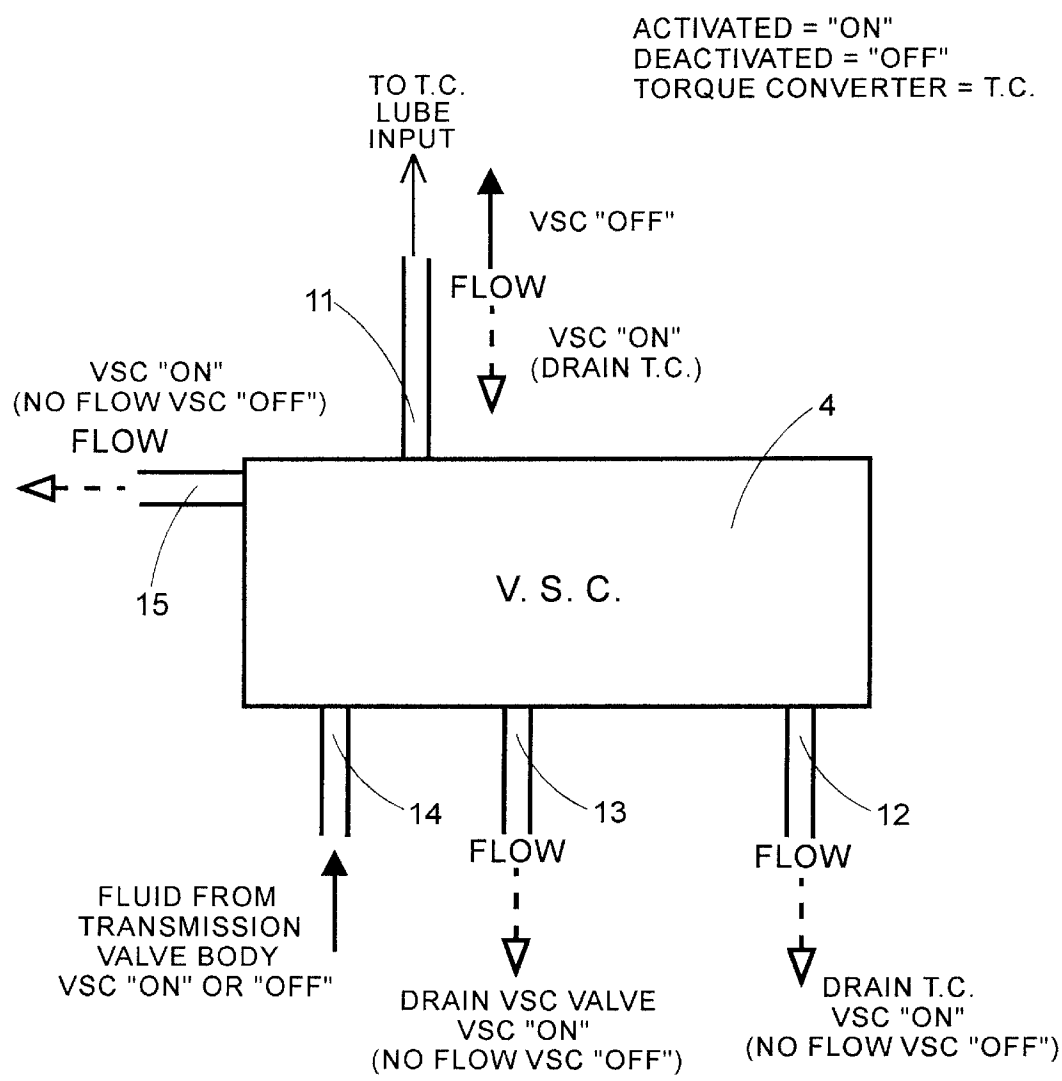 ACTIVATED = "ON"
DEACTIVATED = "OFF"
TORQUE CONVERTER = T.C.
TO T.C.
LUBE
INPUT
VSC "OFF"
FLOW
VSC "ON"
(DRAIN T.C.)
11
VSC "ON"
(NO FLOW VSC "OFF")
FLOW
4
15
V. S. C.
14
13
12
FLUID FROM
TRANSMISSION
VALVE BODY
VSC "ON" OR "OFF"
FLOW
DRAIN VSC VALVE
VSC "ON"
(NO FLOW VSC "OFF")
FLOW
DRAIN T.C.
VSC "ON"
(NO FLOW VSC "OFF")